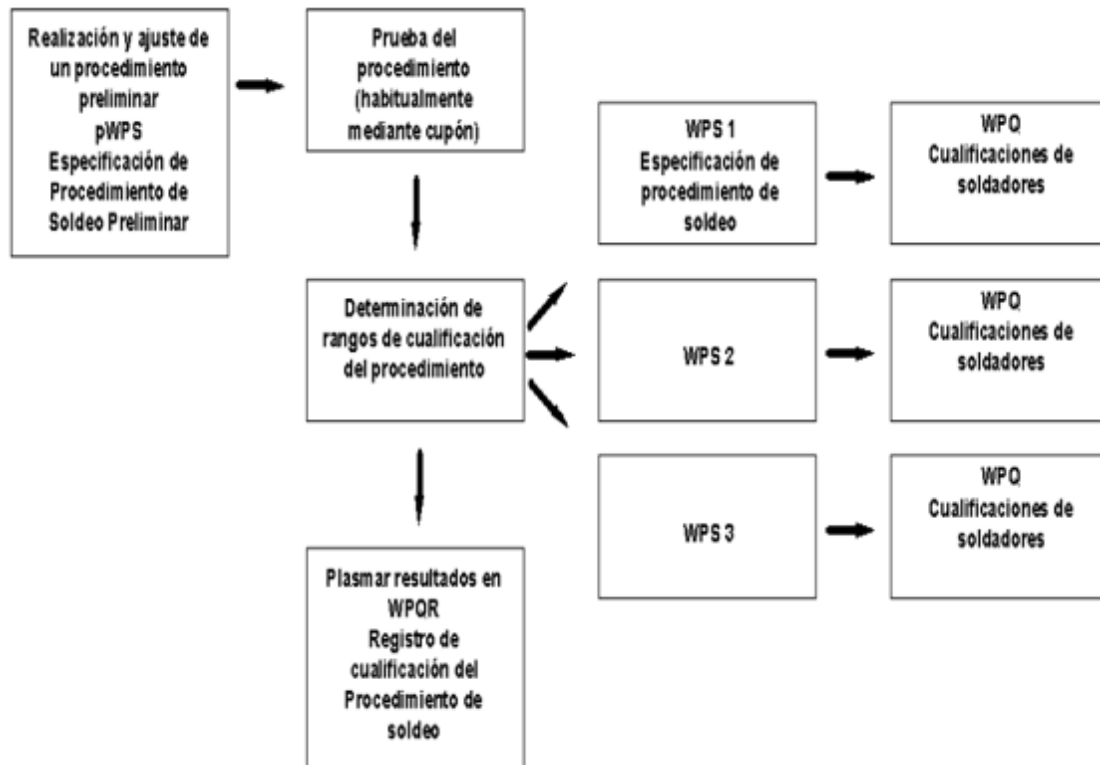 Realización y ajuste de
un procedimiento
preliminar
pWPS
Especificación de
Procedimiento de
Soldeo Preliminar
Prueba del
procedimiento
(habitualmente
mediante cupón)
Determinación de
rangos de cualificación
del procedimiento
Plasmar resultados en
WPQR
Registro de
cualificación del
Procedimiento de
soldeo
WPS 1
Especificación de
procedimiento de
soldeo
WPQ
Cualificaciones de
soldadores
WPS 2
WPQ
Cualificaciones de
soldadores
WPS 3
WPQ
Cualificaciones de
soldadores